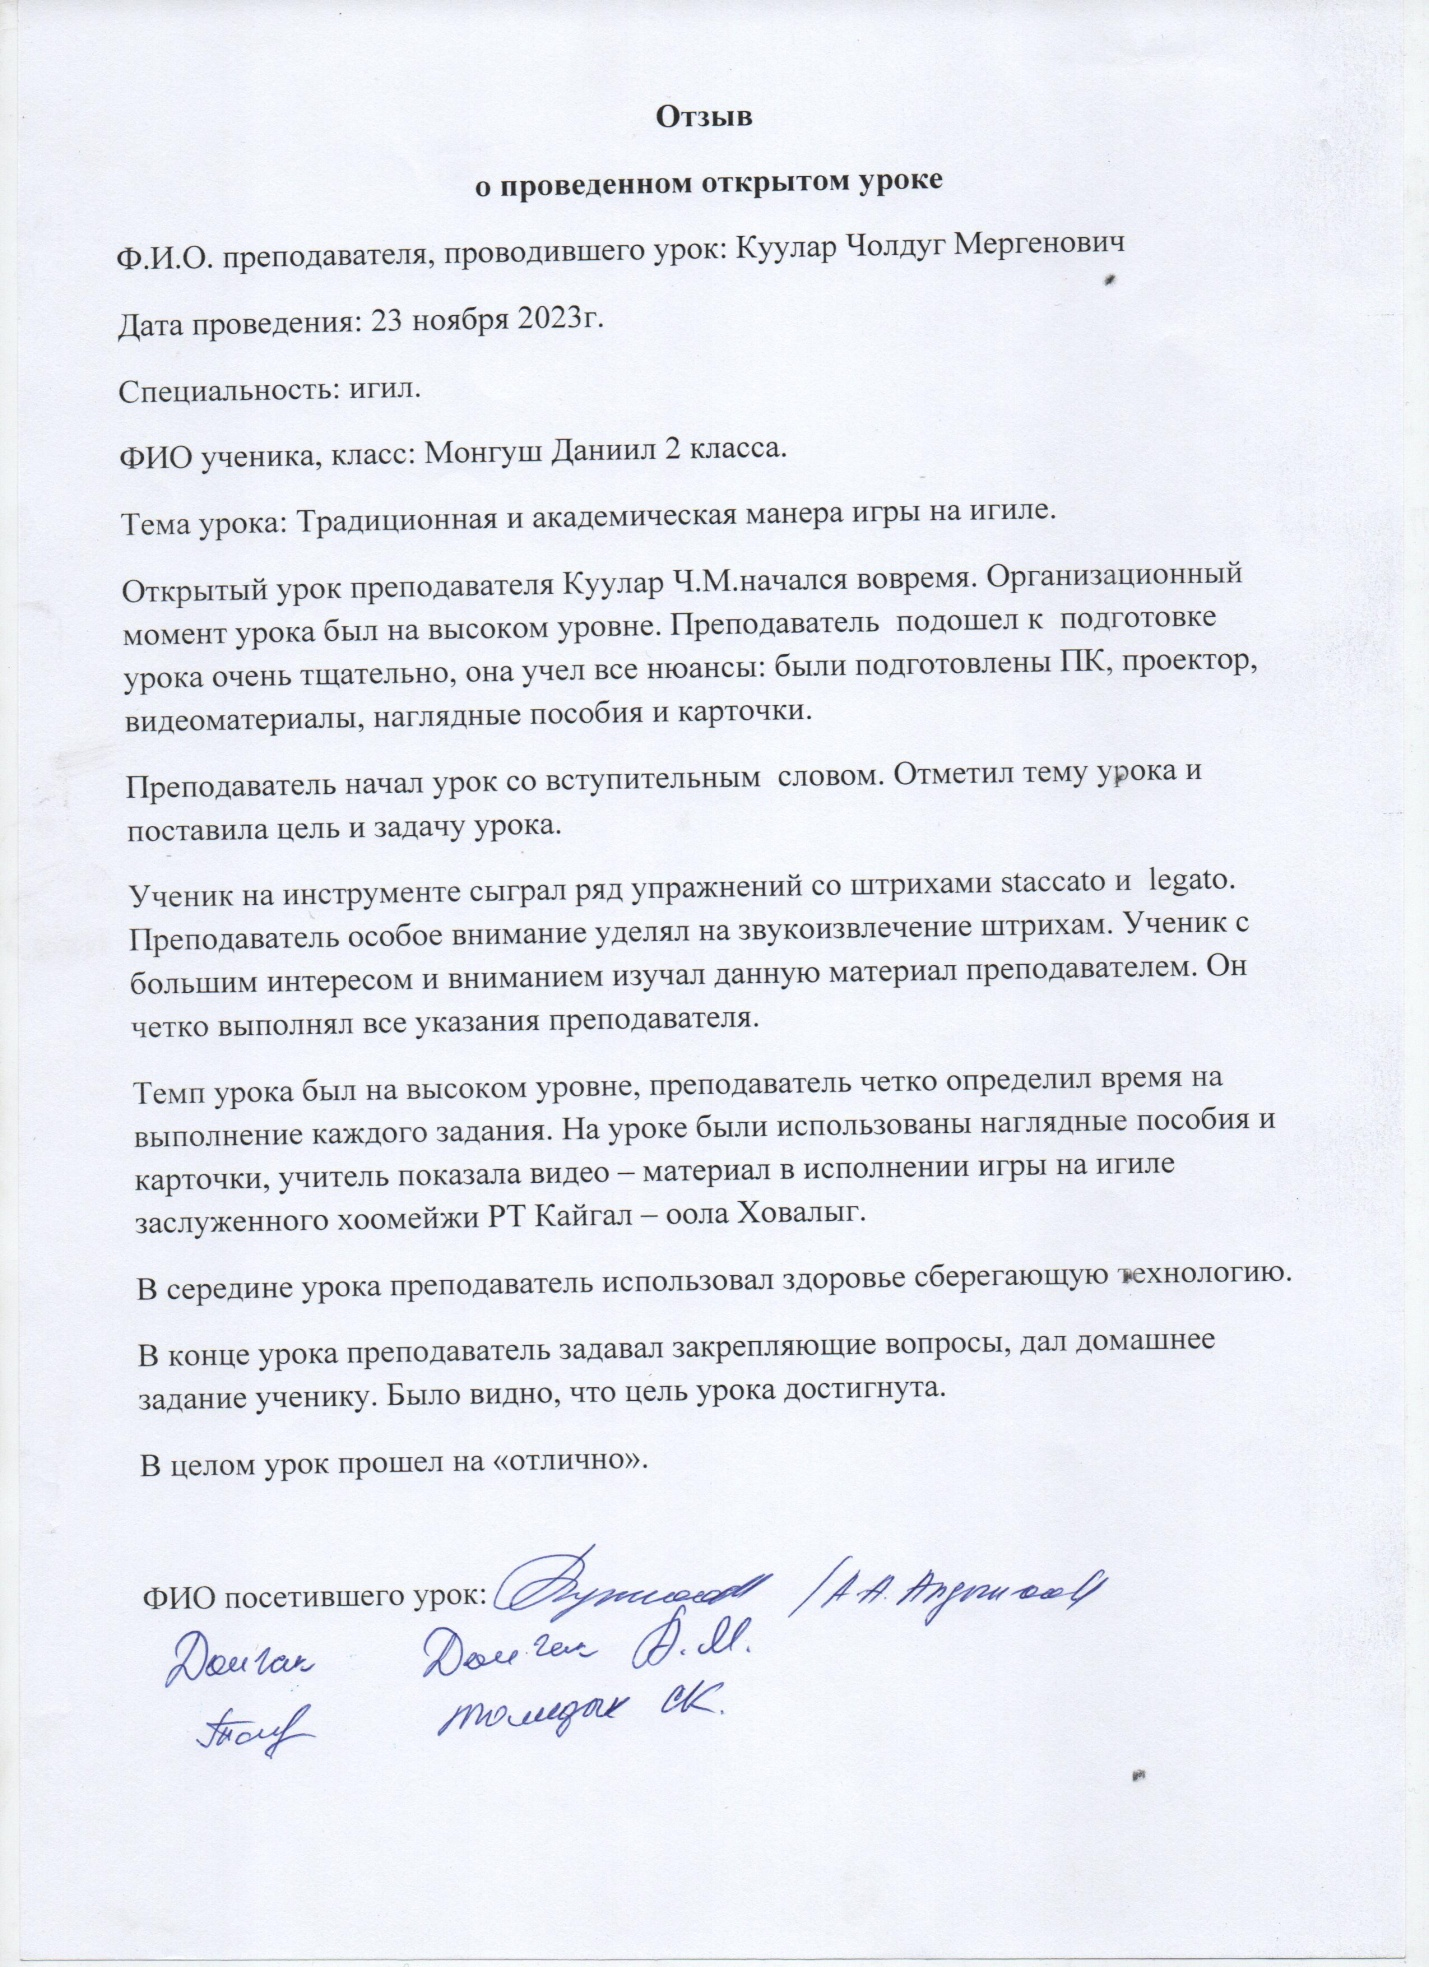 Отзыв
о проведенном открытом уроке
Ф.И.О. преподавателя, проводившего урок: Куулар Чолдуг Мергенович
Дата проведения: 23 ноября 2023г.
Специальность: игил.
ФИО ученика, класс: Монгуш Даниил 2 класса.
Тема урока: Традиционная и академическая манера игры на игиле.
Открытый урок преподавателя Куулар Ч.М.начался вовремя. Организационный
момент урока был на высоком уровне. Преподаватель  подошел к  подготовке
урока очень тщательно, она учел все нюансы: были подготовлены ПК, проектор,
видеоматериалы, наглядные пособия и карточки.
Преподаватель начал урок со вступительным  словом. Отметил тему урока и
поставила цель и задачу урока.
Ученик на инструменте сыграл ряд упражнений со штрихами staccato и  legato.
Преподаватель особое внимание уделял на звукоизвлечение штрихам. Ученик с
большим интересом и вниманием изучал данную материал преподавателем. Он
четко выполнял все указания преподавателя.
Темп урока был на высоком уровне, преподаватель четко определил время на
выполнение каждого задания. На уроке были использованы наглядные пособия и
карточки, учитель показала видео – материал в исполнении игры на игиле
заслуженного хоомейжи РТ Кайгал – оола Ховалыг.
В середине урока преподаватель использовал здоровье сберегающую технологию.
В конце урока преподаватель задавал закрепляющие вопросы, дал домашнее
задание ученику. Было видно, что цель урока достигнута.
В целом урок прошел на «отлично».
ФИО посетившего урок: / А.А.
Донгак Донгак А.М.
С.К.